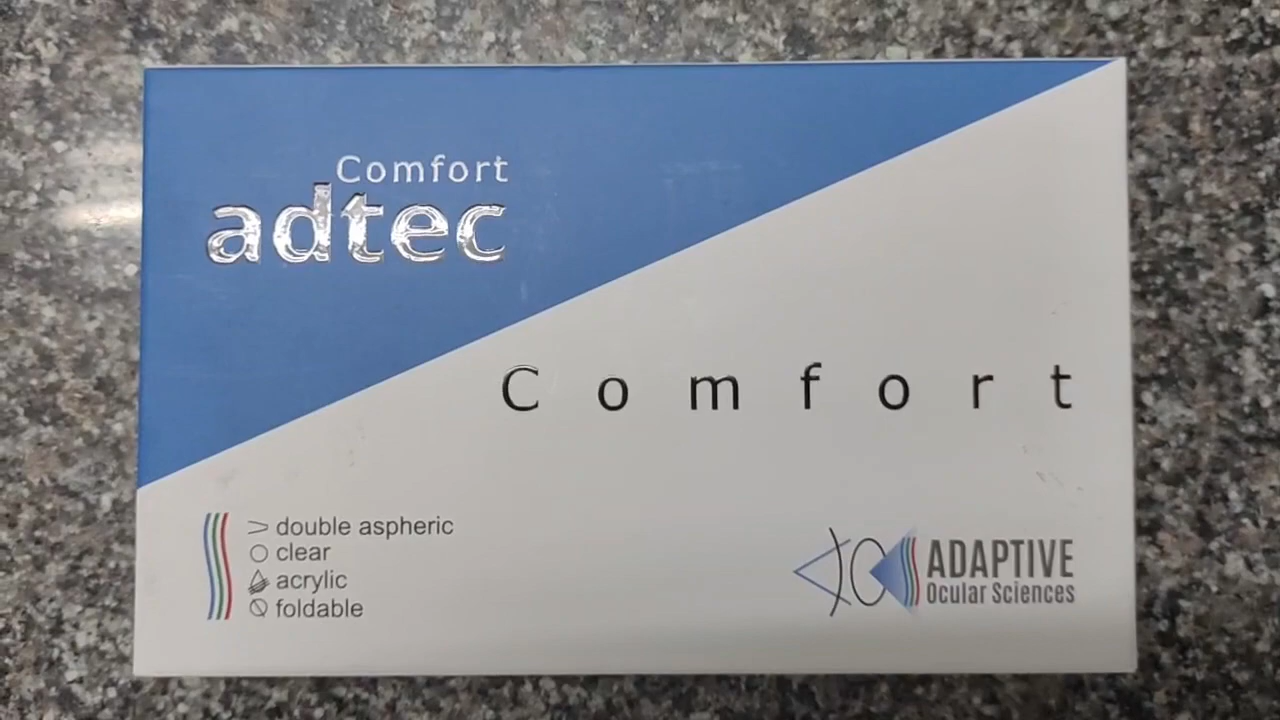 Comfort
adtec
Comfort
double aspheric
clear
acrylic
foldable
ADAPTIVE
Ocular Sciences